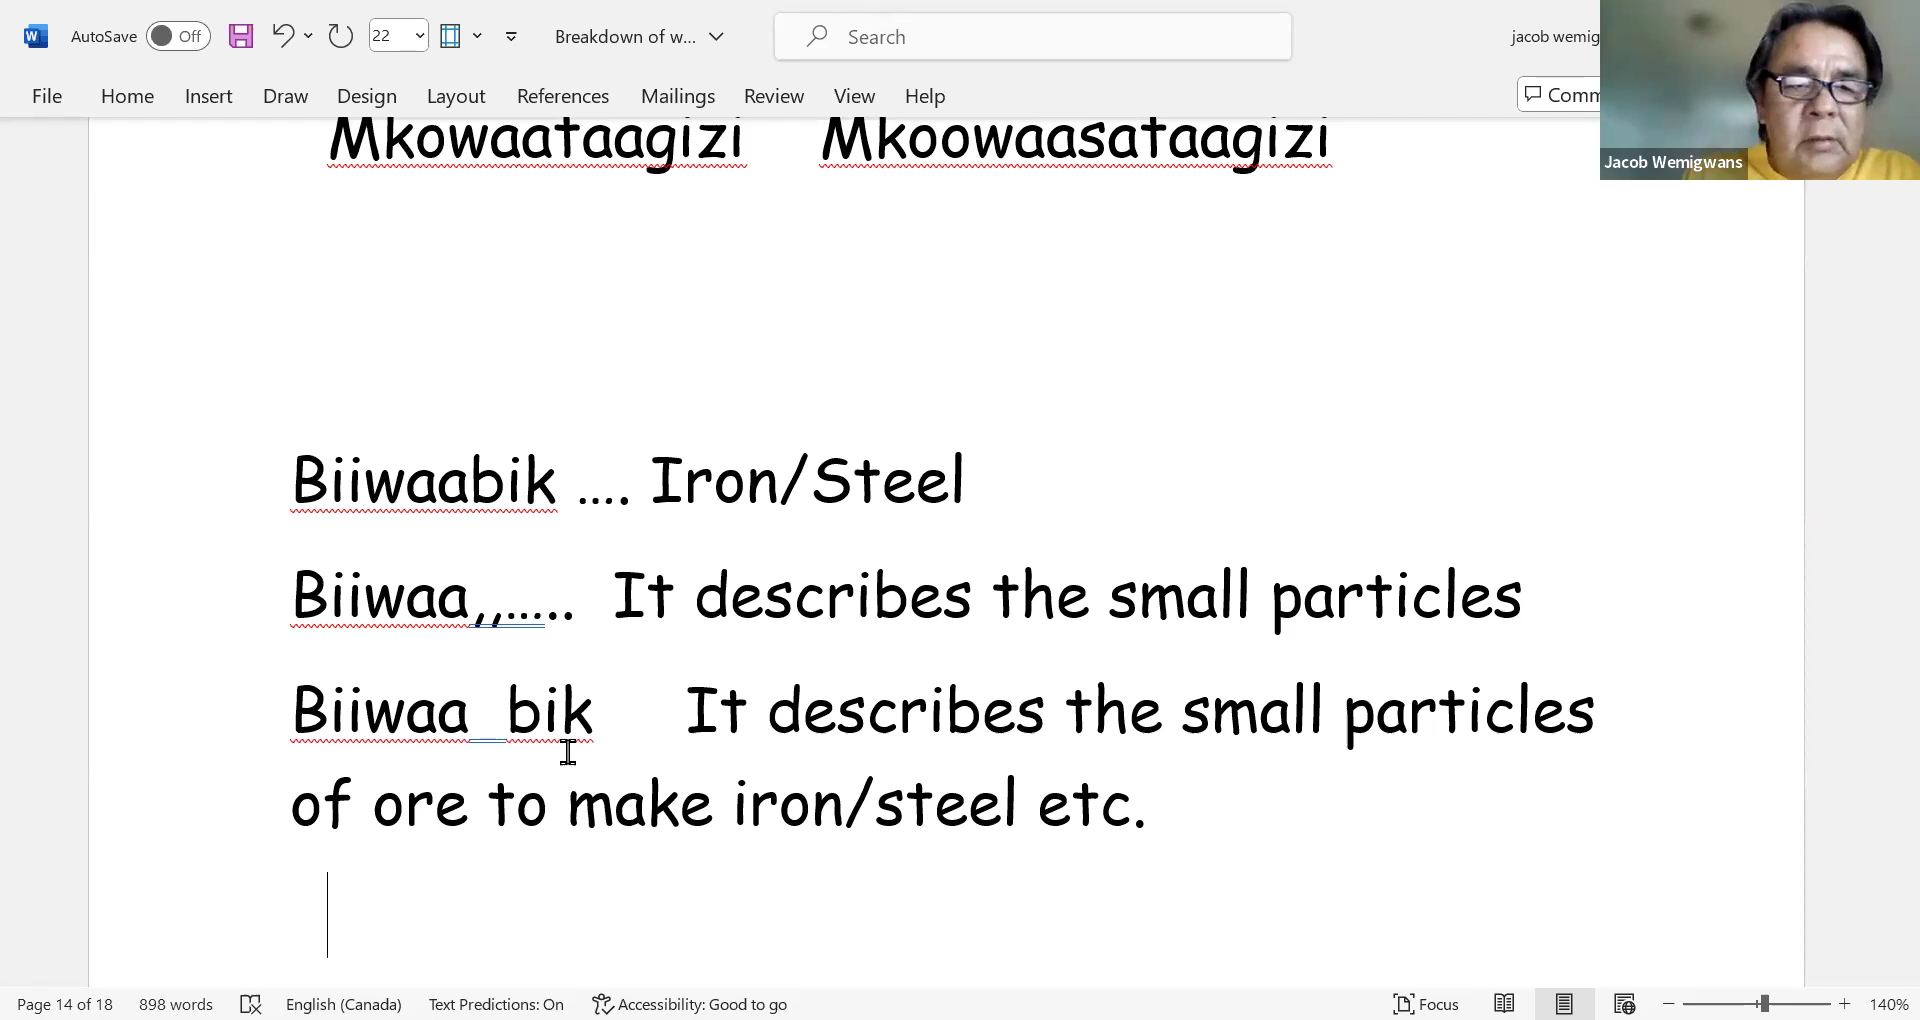 AutoSave Off 22 Breakdown of w... Search jacob wemig
File Home Insert Draw Design Layout References Mailings Review View Help Comm
Jacob Wemigwans
Mkowaataagizi Mkoowaasataagizi
Biiwaabik .... Iron/Steel
Biiwaa,,..... It describes the small particles
Biiwaa bik It describes the small particles
of ore to make iron/steel etc.
Page 14 of 18 898 words English (Canada) Text Predictions: On Accessibility: Good to go Focus 140%